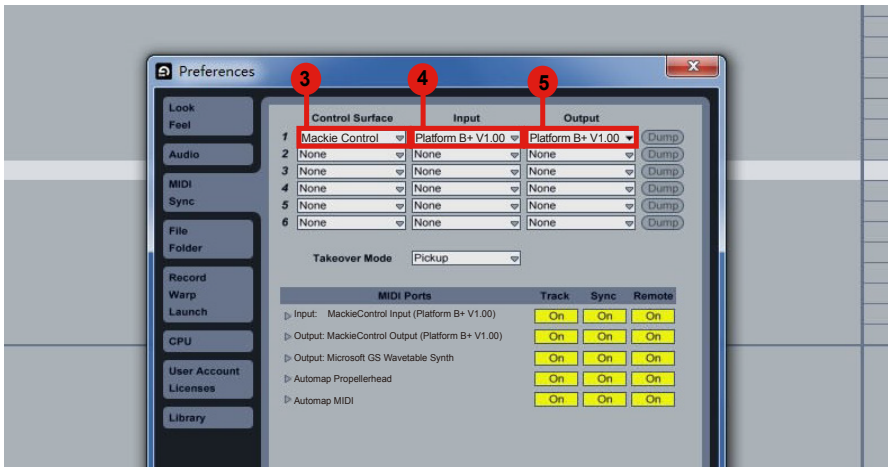 Preferences
X
3
4
5
Look
Feel
Audio
MIDI
Sync
File
Folder
Record
Warp
Launch
CPU
User Account
Licenses
Library
Control Surface Input Output
1 Mackie Control Platform B+ V1.00 Platform B+ V1.00 Dump
2 None None None Dump
3 None None None Dump
4 None None None Dump
5 None None None Dump
6 None None None Dump
Takeover Mode Pickup
MIDI Ports Track Sync Remote
Input: MackieControl Input (Platform B+ V1.00) On On On
Output: MackieControl Output (Platform B+ V1.00) On On On
Output: Microsoft GS Wavetable Synth On On On
Automap Propellerhead On On On
Automap MIDI On On On